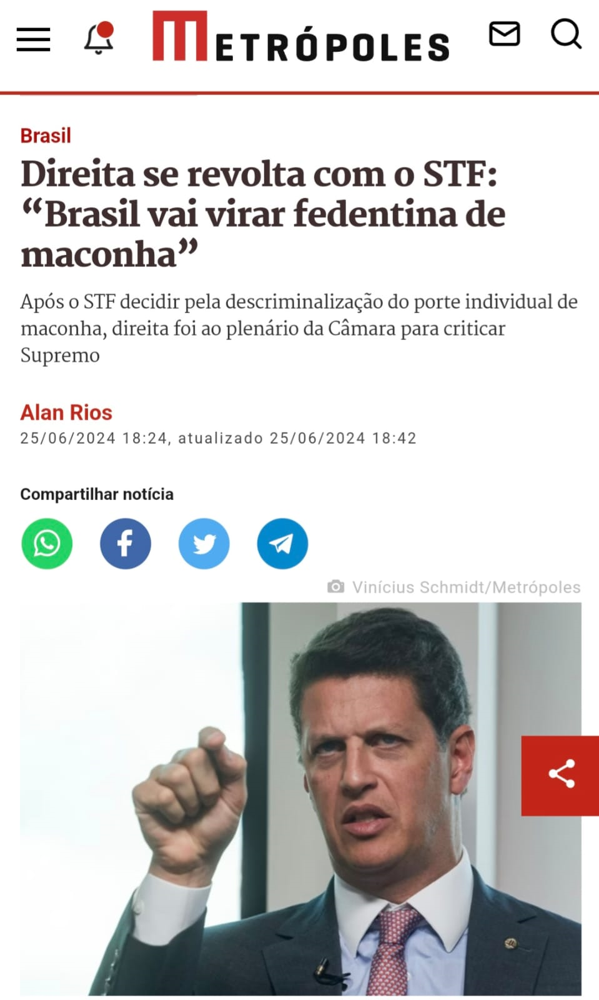 METRÓPOLES
Brasil
Direita se revolta com o STF:
“Brasil vai virar fedentina de
maconha”
Após o STF decidir pela descriminalização do porte individual de
maconha, direita foi ao plenário da Câmara para criticar
Supremo
Alan Rios
25/06/2024 18:24, atualizado 25/06/2024 18:42
Compartilhar notícia
Vinícius Schmidt/Metrópoles